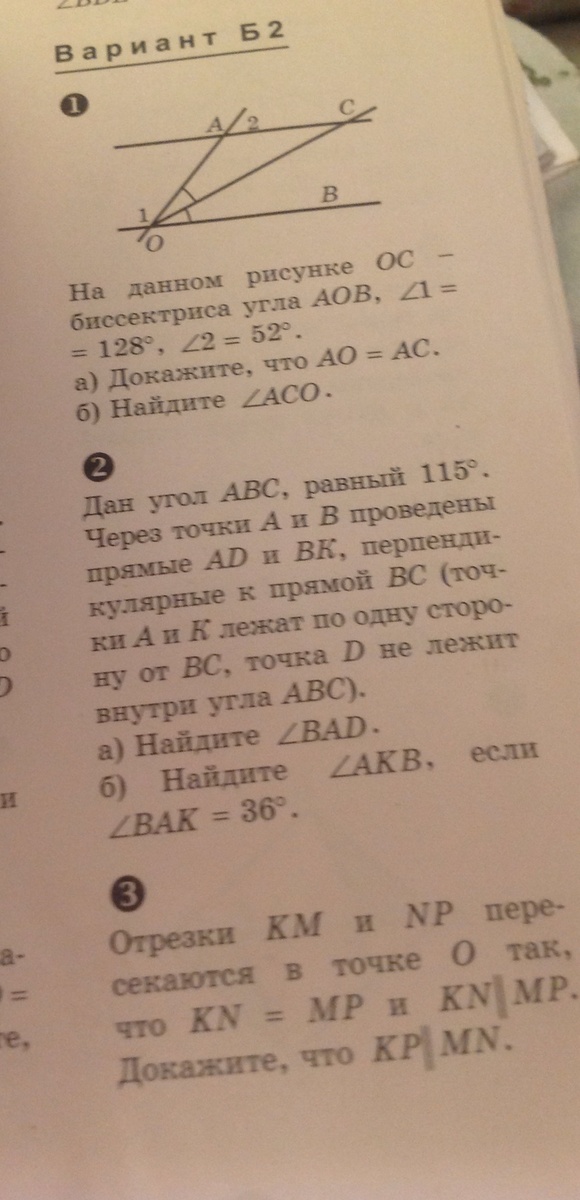 Вариант Б2
1
A 2 C
1 B
O
На данном рисунке OC –
биссектриса угла AOB, ∠1 =
= 128°, ∠2 = 52°.
а) Докажите, что AO = AC.
б) Найдите ∠ACO.
2
Дан угол ABC, равный 115°.
Через точки A и B проведены
прямые AD и BK, перпенди-
кулярные к прямой BC (точ-
ки A и K лежат по одну сторо-
ну от BC, точка D не лежит
внутри угла ABC).
а) Найдите ∠BAD.
б) Найдите ∠AKB, если
∠BAK = 36°.
3
Отрезки KM и NP пере-
секаются в точке O так,
что KN = MP и KN || MP.
Докажите, что KP || MN.